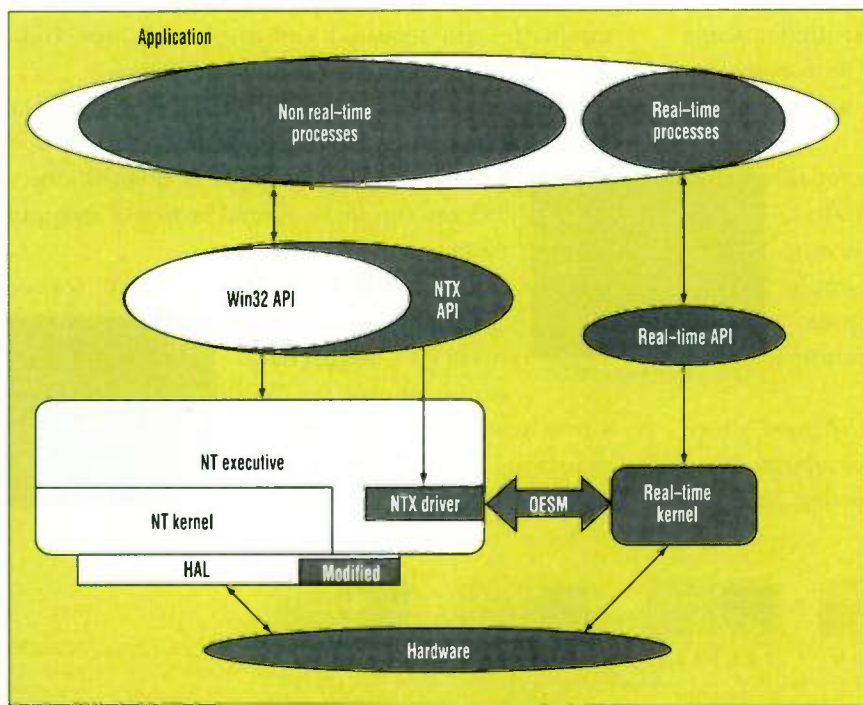 Application
Non real-time
processes
Real-time
processes
Win32 API
NTX
API
Real-time API
NT executive
NTX driver
OESM
Real-time
kernel
NT kernel
HAL
Modified
Hardware